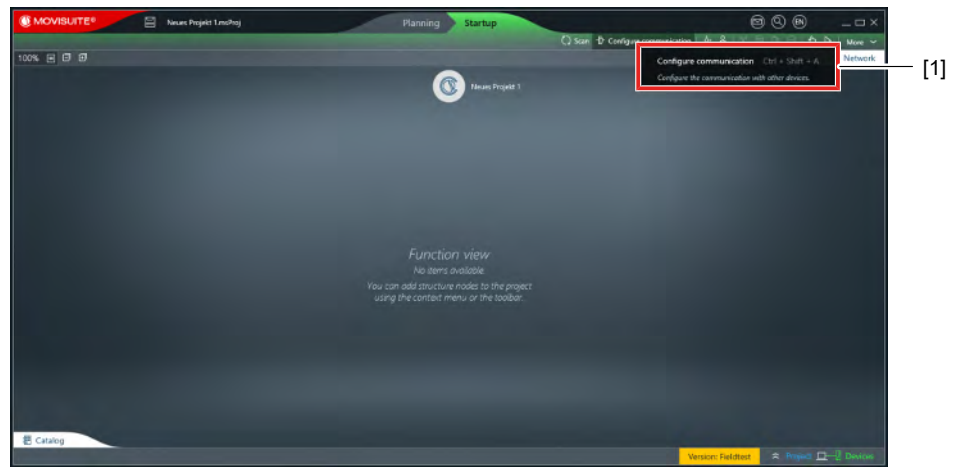 MOVISUITE®
Neues Projekt 1.moProj
Planning
Startup
EN
Scan
Configure communication
More
100%
Configure communication Ctrl + Shift + A
Configure the communication with other devices.
Network
[1]
Neues Projekt 1
Function view
No items available
You can add structure nodes to the project
using the context menu or the toolbar.
Catalog
Version: Fieldtest
Project
Devices